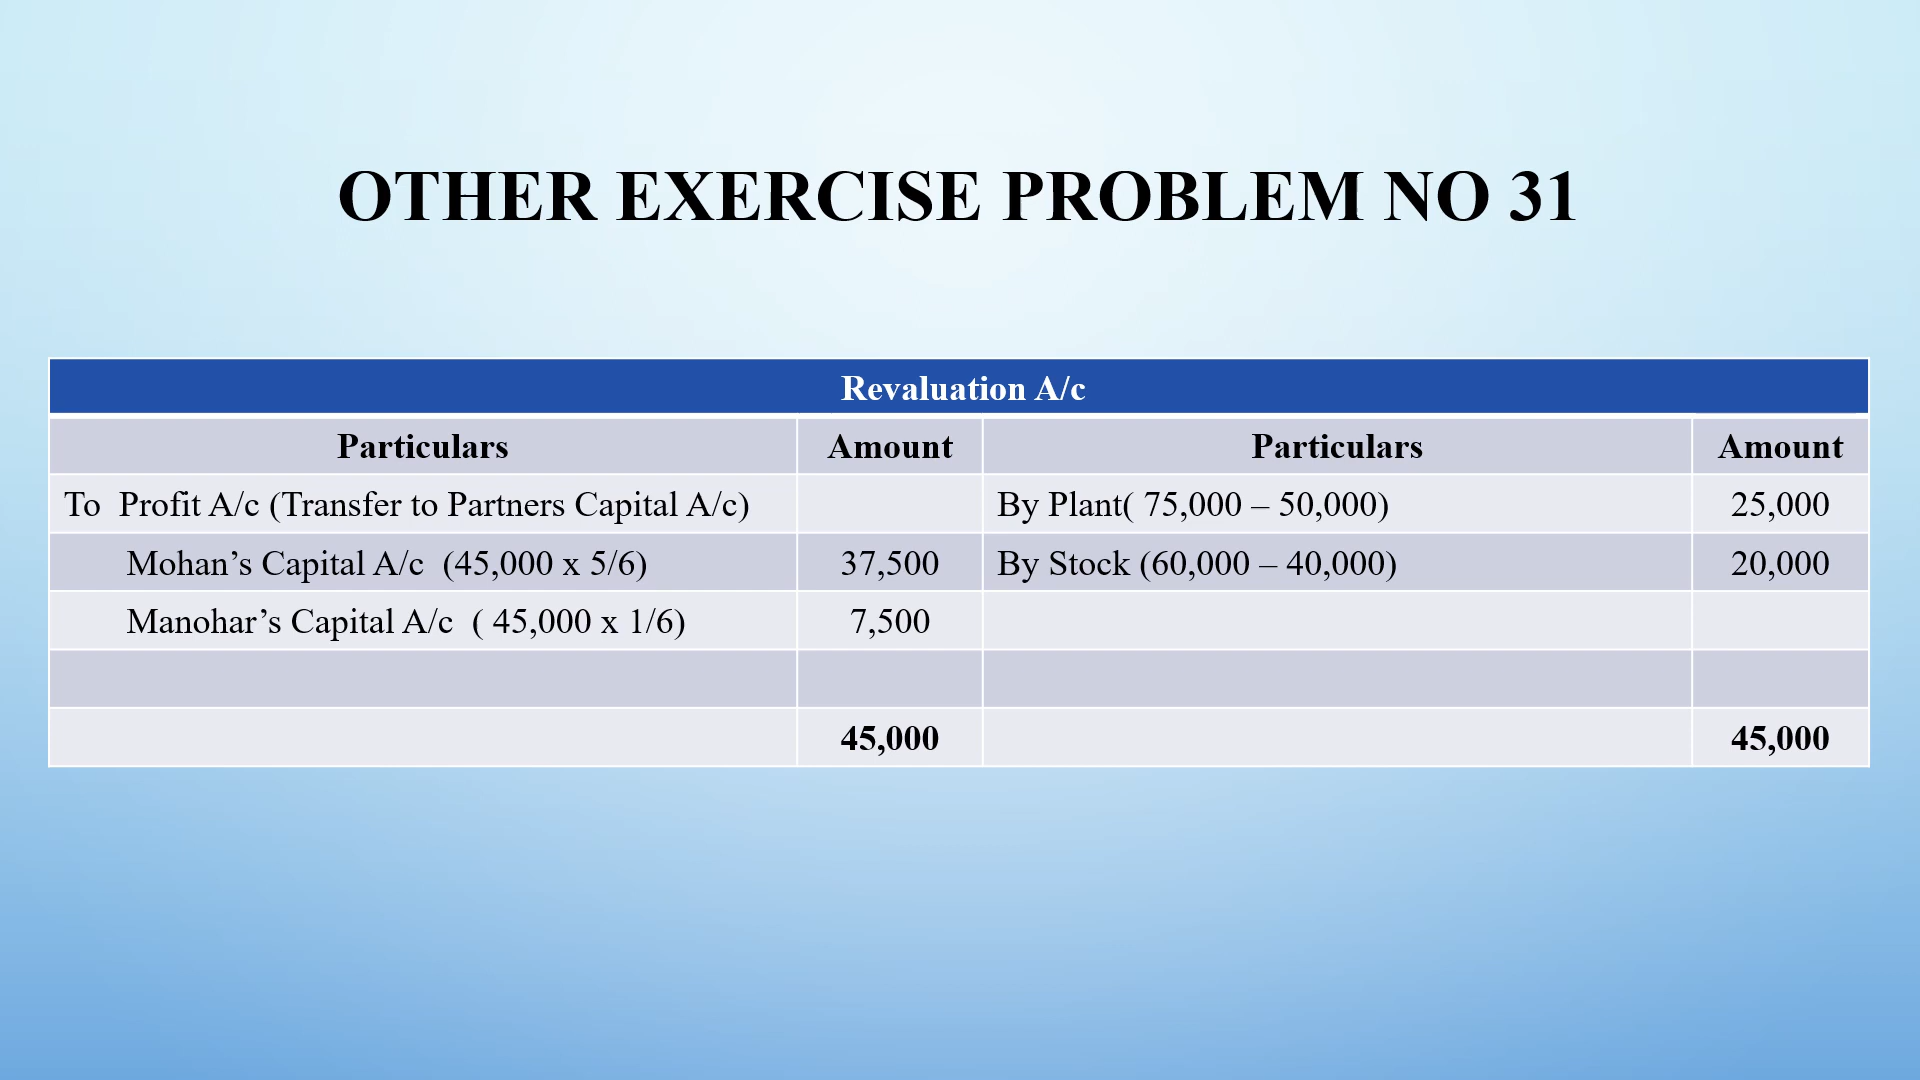 OTHER EXERCISE PROBLEM NO 31
Revaluation A/c
Particulars Amount Particulars Amount
To  Profit A/c (Transfer to Partners Capital A/c) By Plant( 75,000 – 50,000) 25,000
Mohan’s Capital A/c  (45,000 x 5/6) 37,500 By Stock (60,000 – 40,000) 20,000
Manohar’s Capital A/c  ( 45,000 x 1/6) 7,500
45,000 45,000